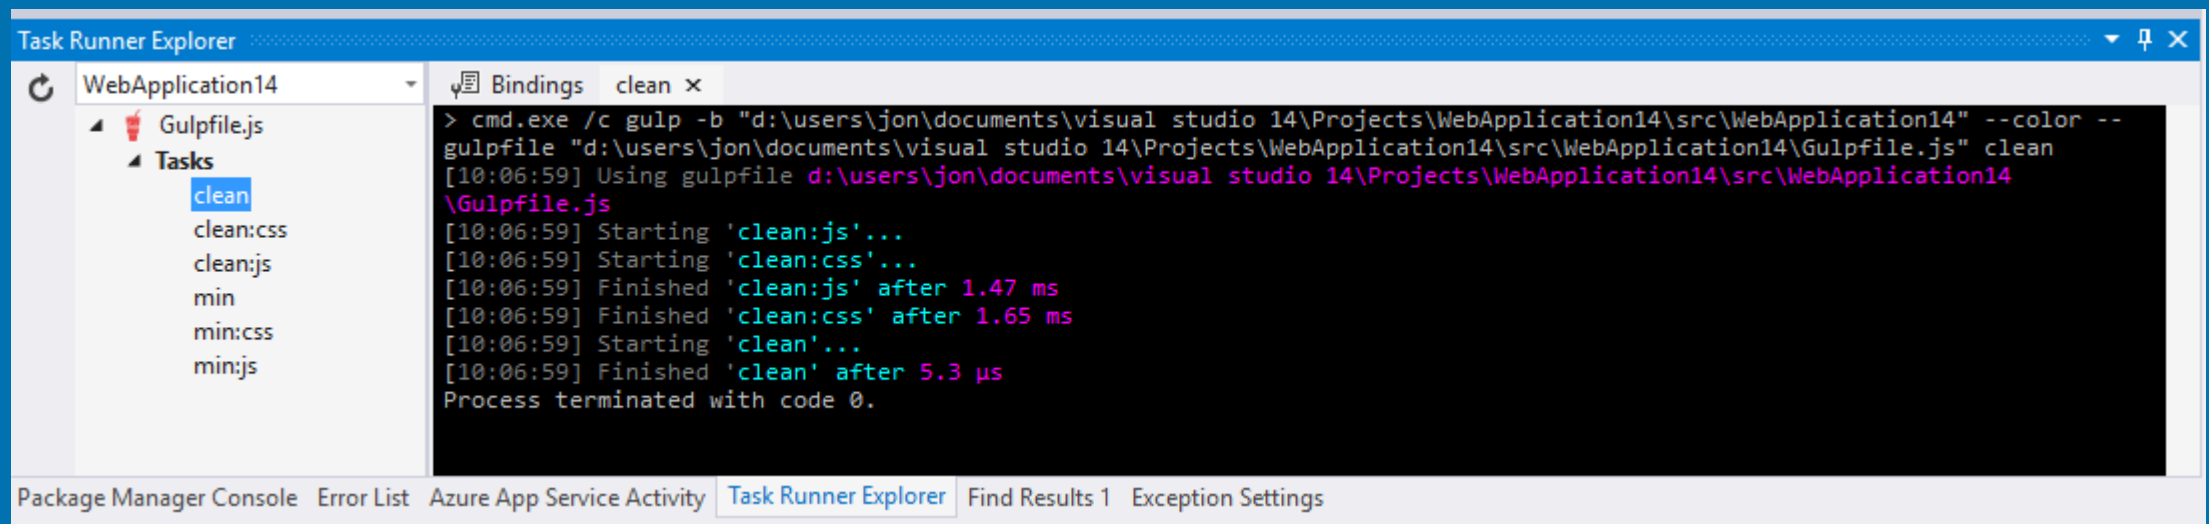 Task Runner Explorer
WebApplication14
Gulpfile.js
Tasks
clean
clean:css
clean:js
min
min:css
min:js
Bindings clean
> cmd.exe /c gulp -b "d:\users\jon\documents\visual studio 14\Projects\WebApplication14\src\WebApplication14" --color --
gulpfile "d:\users\jon\documents\visual studio 14\Projects\WebApplication14\src\WebApplication14\Gulpfile.js" clean
[10:06:59] Using gulpfile d:\users\jon\documents\visual studio 14\Projects\WebApplication14\src\WebApplication14
\Gulpfile.js
[10:06:59] Starting 'clean:js'...
[10:06:59] Starting 'clean:css'...
[10:06:59] Finished 'clean:js' after 1.47 ms
[10:06:59] Finished 'clean:css' after 1.65 ms
[10:06:59] Starting 'clean'...
[10:06:59] Finished 'clean' after 5.3 μs
Process terminated with code 0.
Package Manager Console Error List Azure App Service Activity Task Runner Explorer Find Results 1 Exception Settings